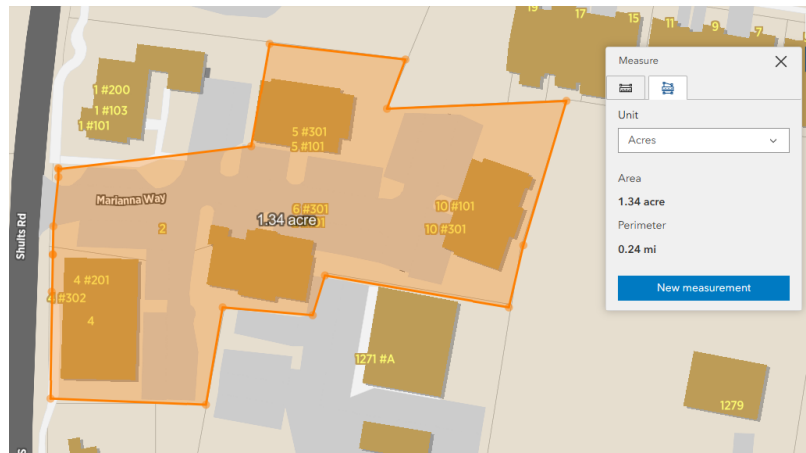 19
17
15
11
9
7
Measure
Unit
Acres
Area
1.34 acre
Perimeter
0.24 mi
New measurement
1 #200
1 #103
1 #101
5 #301
5 #101
Marianna Way
2
6 #301
1.34 acre
10 #101
10 #301
Shults Rd
4 #201
4 #302
4
1271 #A
1279